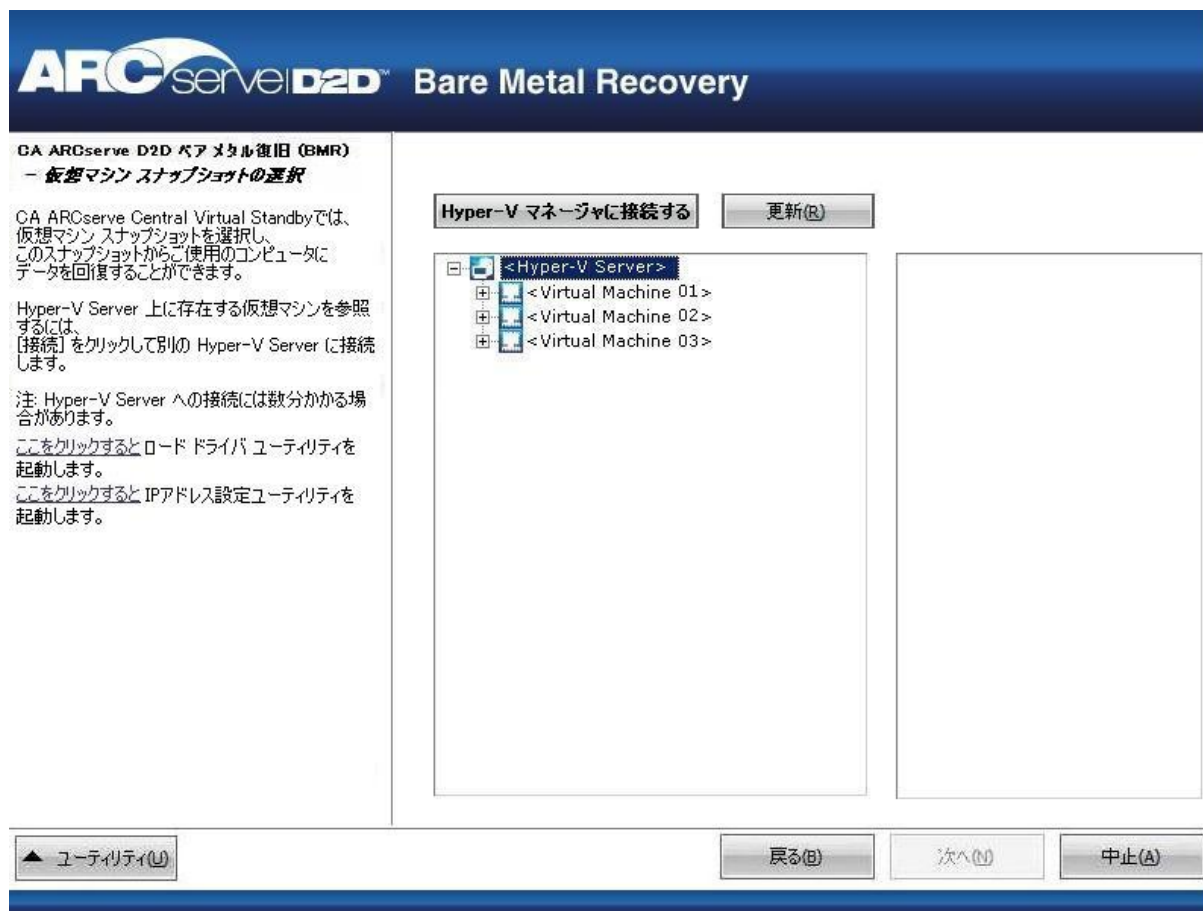 ARCserve D2D™ Bare Metal Recovery
CA ARCserve D2D ベア メタル復旧 (BMR)
- 仮想マシン スナップショットの選択
CA ARCserve Central Virtual Standbyでは、
仮想マシン スナップショットを選択し、
このスナップショットからご使用のコンピュータに
データを回復することができます。
Hyper-V Server 上に存在する仮想マシンを参照
するには、
[接続] をクリックして別の Hyper-V Server に接続
します。
注: Hyper-V Server への接続には数分かかる場
合があります。
ここをクリックすると ロード ドライバ ユーティリティを
起動します。
ここをクリックすると IPアドレス設定ユーティリティを
起動します。
Hyper-V マネージャに接続する
更新(R)
<Hyper-V Server>
<Virtual Machine 01>
<Virtual Machine 02>
<Virtual Machine 03>
ユーティリティ(U)
戻る(B)
次へ(N)
中止(A)